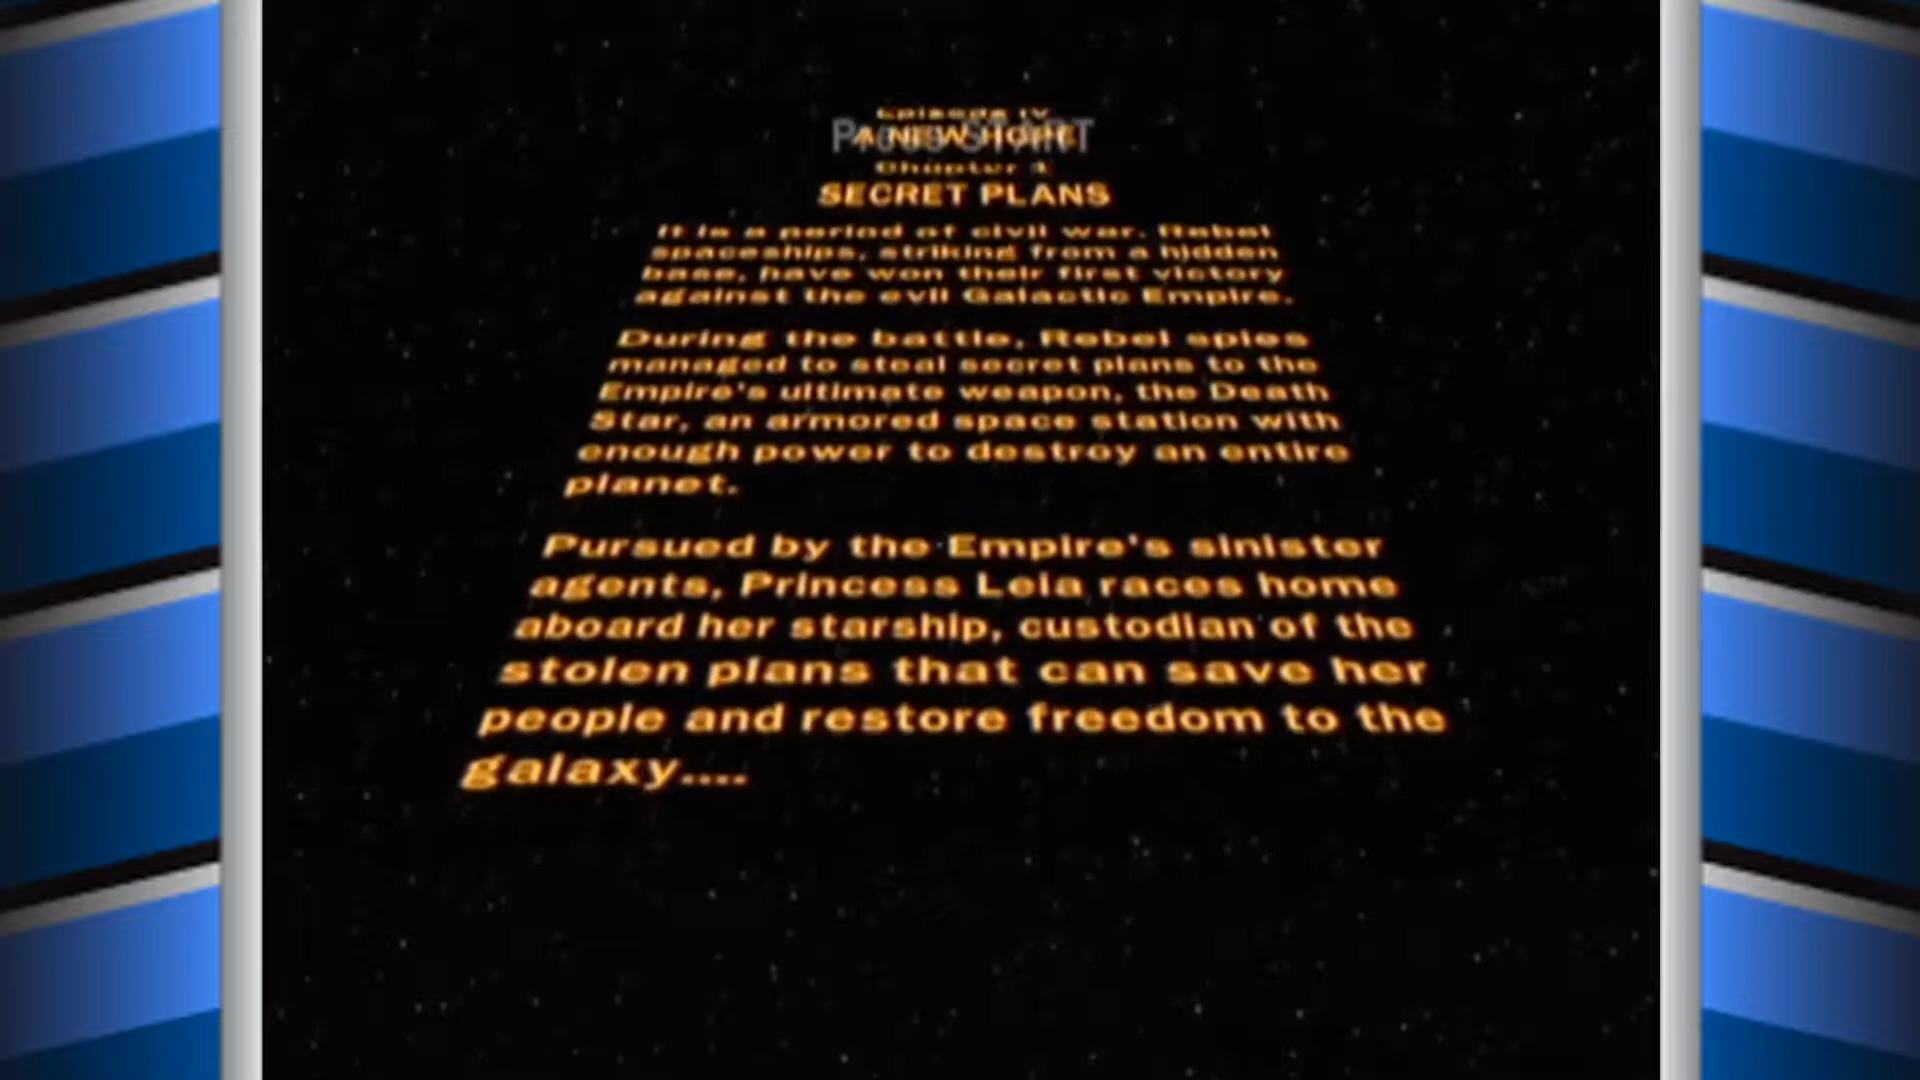 Episode IV
A NEW HOPE
Press START
Chapter 1
SECRET PLANS
It is a period of civil war. Rebel
spaceships, striking from a hidden
base, have won their first victory
against the evil Galactic Empire.
During the battle, Rebel spies
managed to steal secret plans to the
Empire's ultimate weapon, the Death
Star, an armored space station with
enough power to destroy an entire
planet.
Pursued by the Empire's sinister
agents, Princess Leia races home
aboard her starship, custodian of the
stolen plans that can save her
people and restore freedom to the
galaxy....